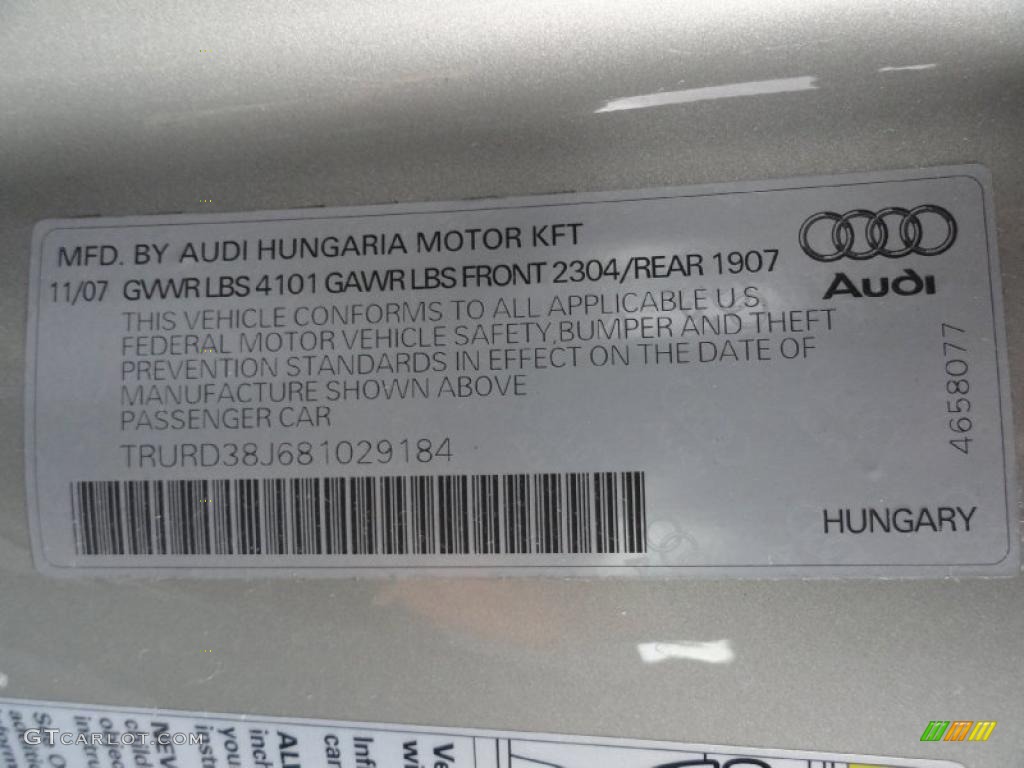 MFD. BY AUDI HUNGARIA MOTOR KFT
11/07 GVWR LBS 4101 GAWR LBS FRONT 2304/REAR 1907
THIS VEHICLE CONFORMS TO ALL APPLICABLE U.S.
FEDERAL MOTOR VEHICLE SAFETY, BUMPER AND THEFT
PREVENTION STANDARDS IN EFFECT ON THE DATE OF
MANUFACTURE SHOWN ABOVE
PASSENGER CAR
TRURD38J681029184
Audi
4658077
HUNGARY
GTCARLOT.COM